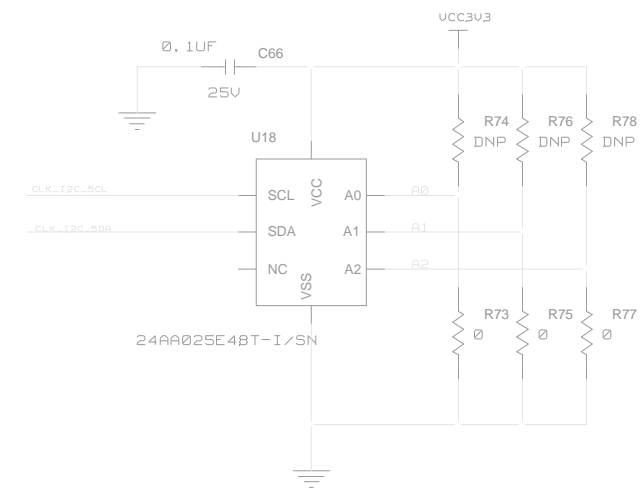 VCC3V3
0.1UF
C66
25V
R74
R76
R78
DNP
DNP
DNP
U18
CLK_I2C_SCL
SCL
VCC
A0
A0
CLK_I2C_SDA
SDA
A1
A1
NC
VSS
A2
A2
R73
R75
R77
0
0
0
24AA025E48T-I/SN